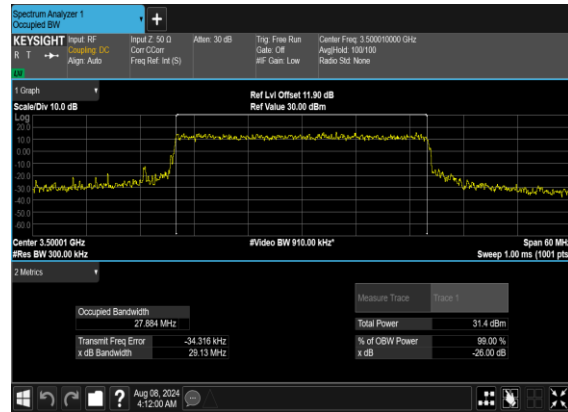 Spectrum Analyzer 1
Occupied BW
KEYSIGHT Input: RF Input Z: 50 Ω Atten: 30 dB Trig: Free Run Center Freq: 3.500010000 GHz
R T Coupling: DC Corr CCorr Gate: Off Avg|Hold: 100/100
Align: Auto Freq Ref: Int (S) #IF Gain: Low Radio Std: None
1 Graph
Ref Lvl Offset 11.90 dB
Scale/Div 10.0 dB Ref Value 30.00 dBm
Log
20.0
10.0
0.00
-10.0
-20.0
-30.0
-40.0
-50.0
-60.0
Center 3.50001 GHz #Video BW 910.00 kHz* Span 60 MHz
#Res BW 300.00 kHz Sweep 1.00 ms (1001 pts
2 Metrics
Measure Trace Trace 1
Occupied Bandwidth
27.884 MHz Total Power 31.4 dBm
Transmit Freq Error -34.316 kHz % of OBW Power 99.00 %
x dB Bandwidth 29.13 MHz x dB -26.00 dB
Aug 08, 2024
4:12:00 AM